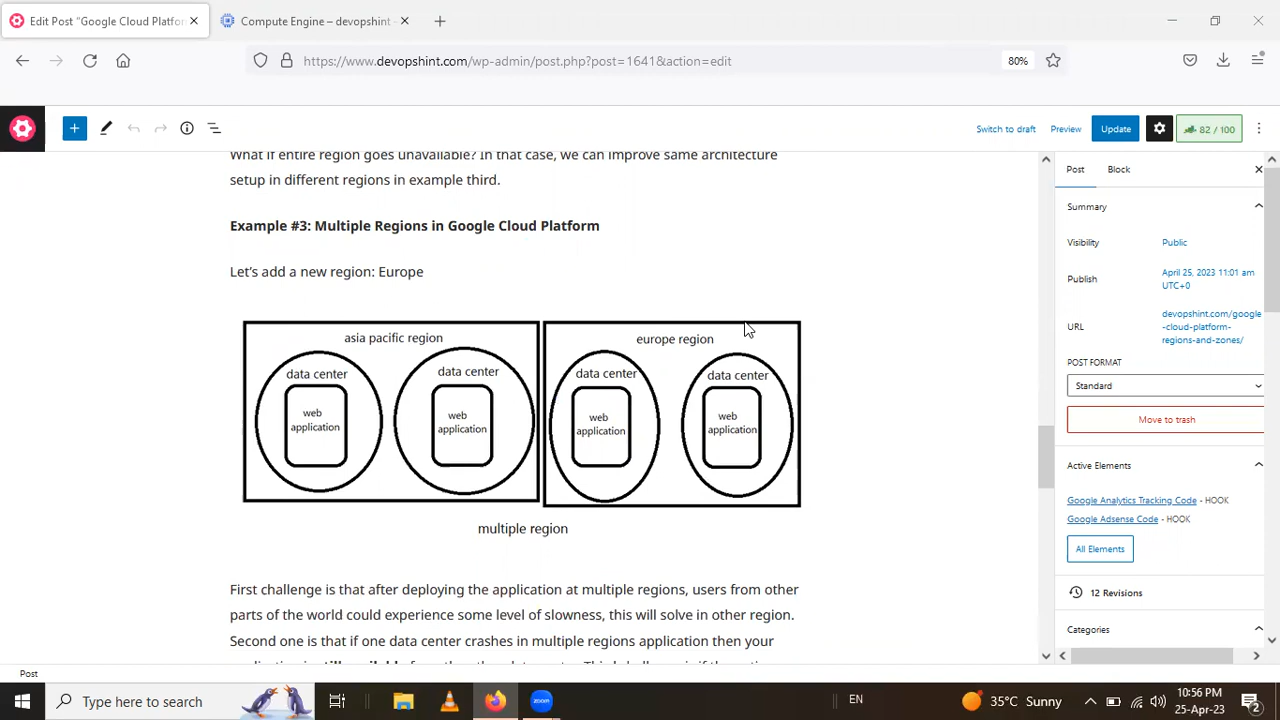 Edit Post "Google Cloud Platfor
Compute Engine – devopshint
https://www.devopshint.com/wp-admin/post.php?post=1641&action=edit
80%
Switch to draft
Preview
Update
82 / 100
What if entire region goes unavailable? In that case, we can improve same architecture
setup in different regions in example third.
Example #3: Multiple Regions in Google Cloud Platform
Let's add a new region: Europe
asia pacific region
data center
web
application
data center
web
application
europe region
data center
web
application
data center
web
application
multiple region
First challenge is that after deploying the application at multiple regions, users from other
parts of the world could experience some level of slowness, this will solve in other region.
Second one is that if one data center crashes in multiple regions application then your
Post
Block
Summary
Visibility
Public
Publish
April 25, 2023 11:01 am
UTC+0
URL
devopshint.com/google
-cloud-platform-
regions-and-zones/
POST FORMAT
Standard
Move to trash
Active Elements
Google Analytics Tracking Code - HOOK
Google Adsense Code - HOOK
All Elements
12 Revisions
Categories
Post
Type here to search
zoom
EN
35°C Sunny
10:56 PM
25-Apr-23
2